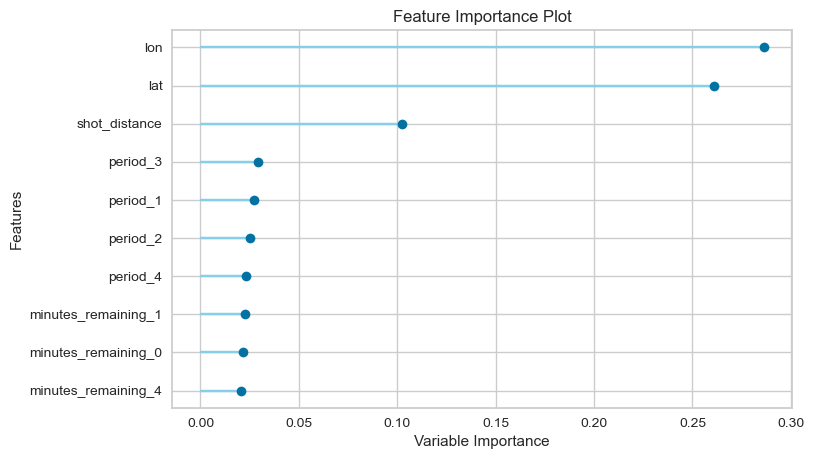 Feature Importance Plot
lon
lat
shot_distance
period_3
period_1
period_2
period_4
minutes_remaining_1
minutes_remaining_0
minutes_remaining_4
Features
0.00 0.05 0.10 0.15 0.20 0.25 0.30
Variable Importance